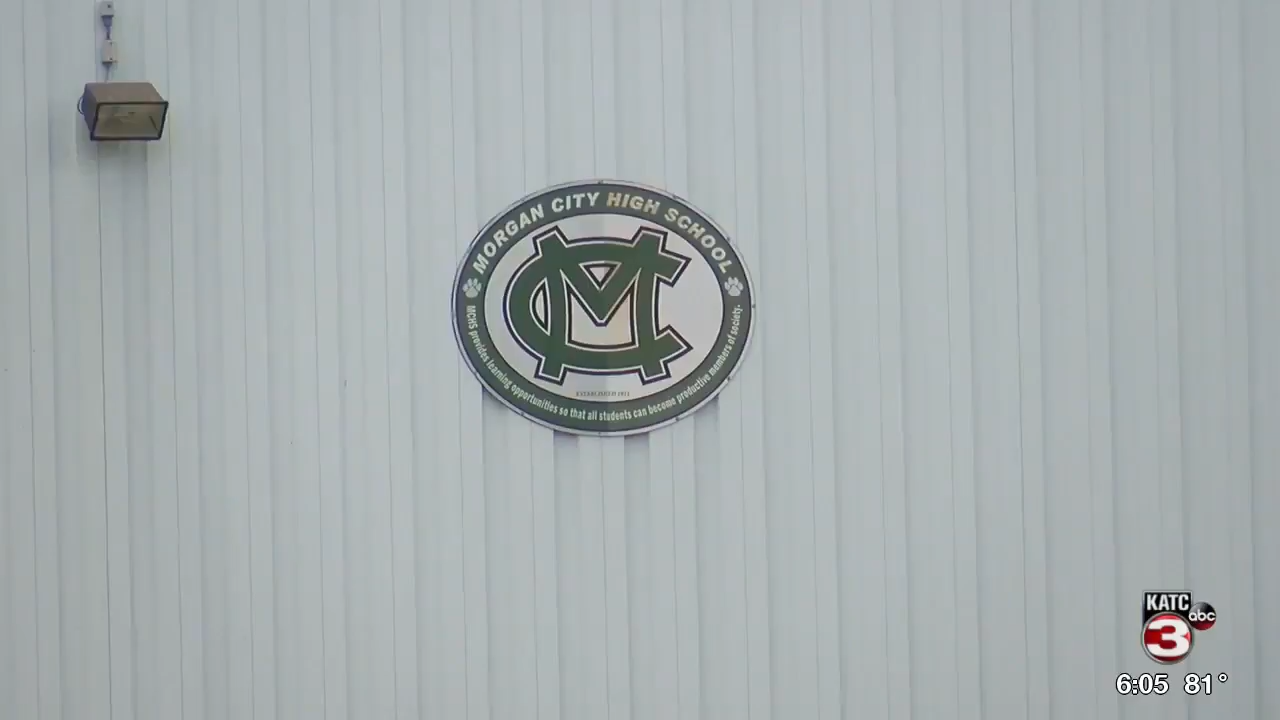 MORGAN CITY HIGH SCHOOL
MC
MCHS provides learning opportunities so that all students can become productive members of society.
KATC
abc
3
6:05 81°